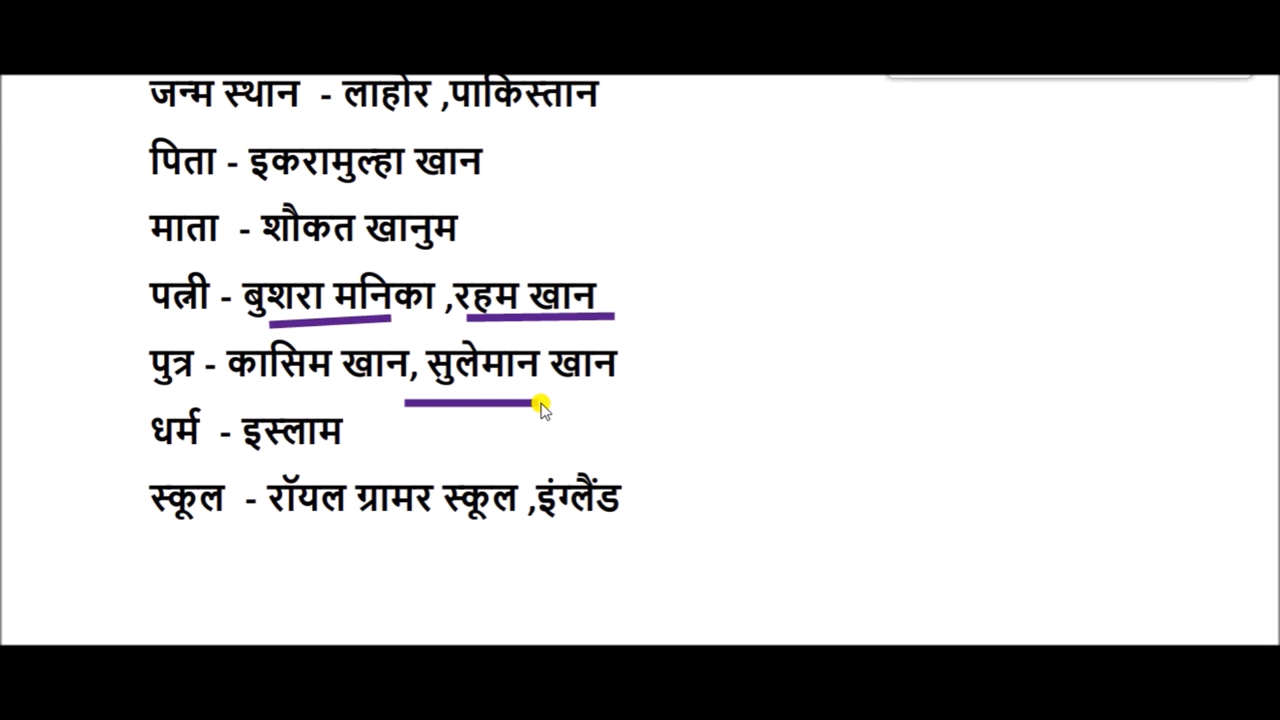 जन्म स्थान - लाहोर ,पाकिस्तान
पिता - इकरामुल्हा खान
माता - शौकत खानुम
पत्नी - बुशरा मनिका ,रहम खान
पुत्र - कासिम खान, सुलेमान खान
धर्म - इस्लाम
स्कूल - रॉयल ग्रामर स्कूल ,इंग्लैंड